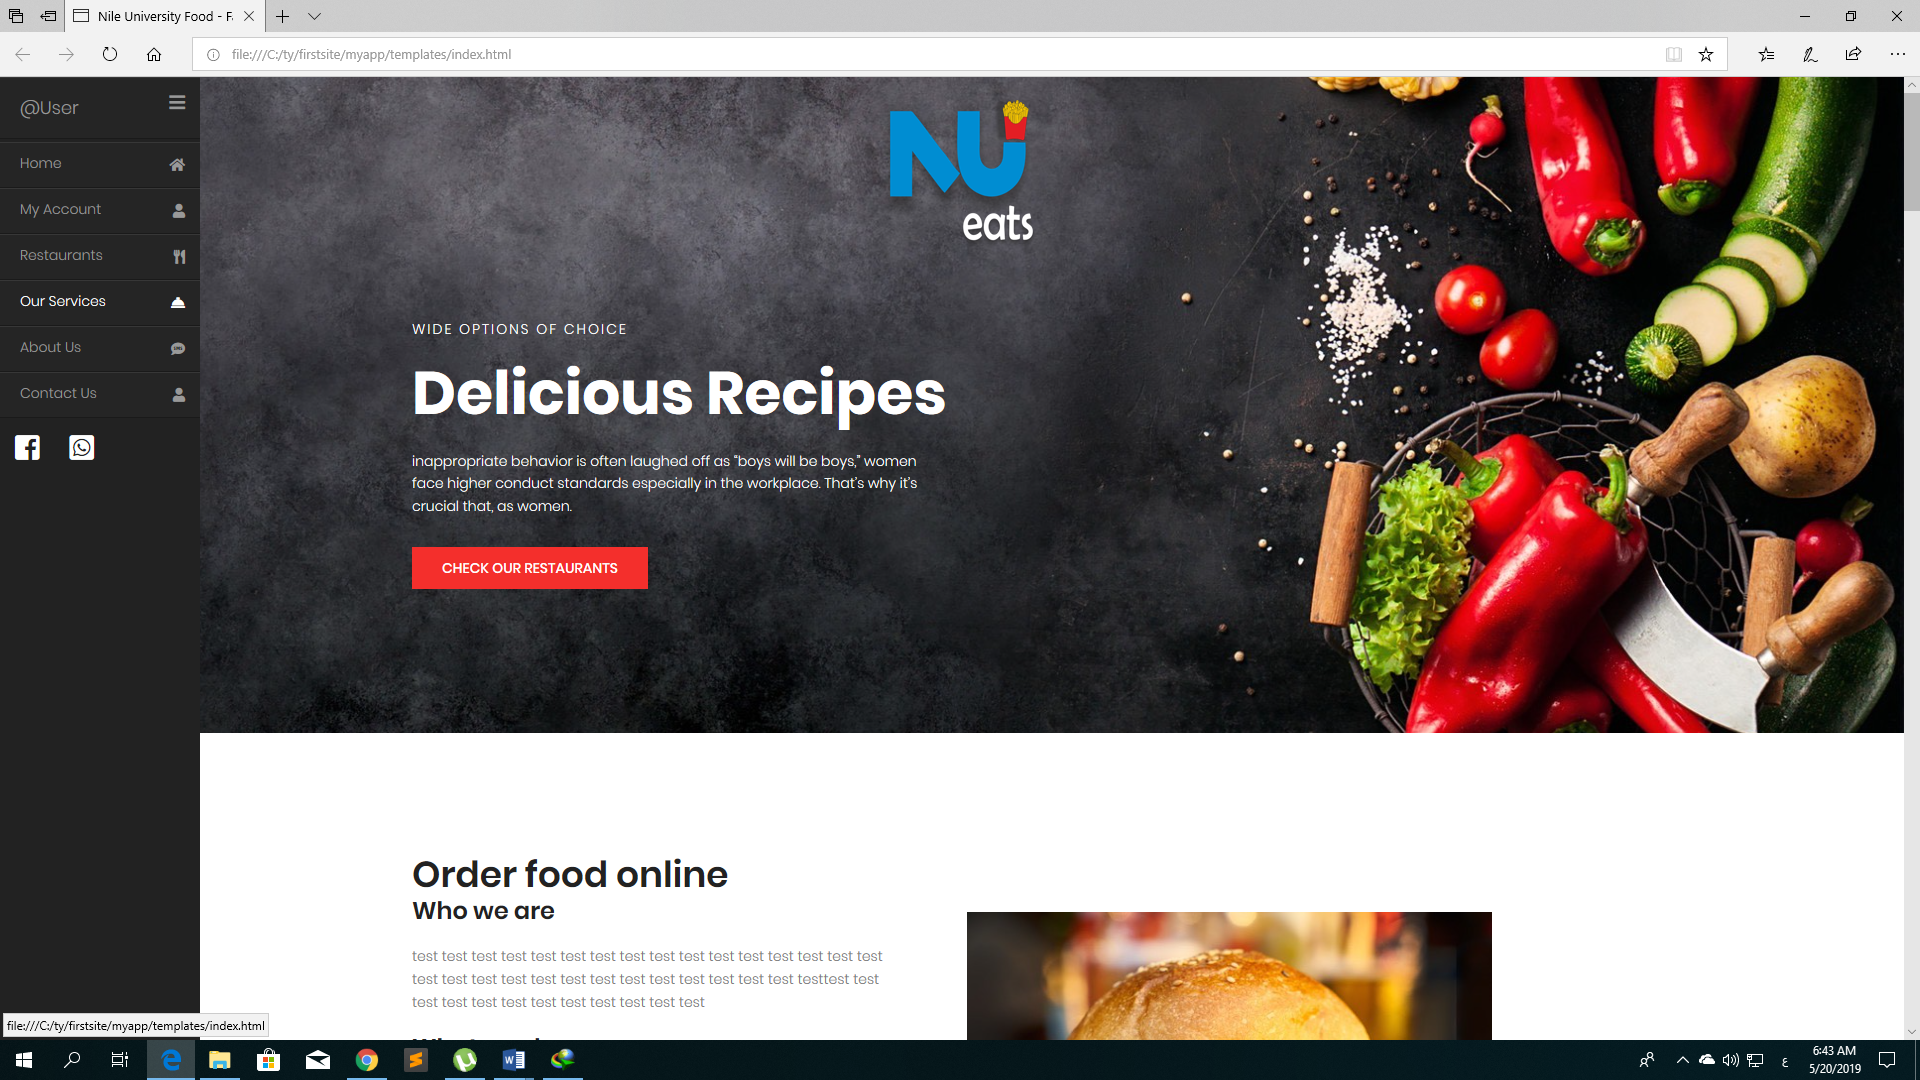 Nile University Food - F
file:///C:/ty/firstsite/myapp/templates/index.html
@User
Home
My Account
Restaurants
Our Services
About Us
Contact Us
NU
eats
WIDE OPTIONS OF CHOICE
Delicious Recipes
inappropriate behavior is often laughed off as “boys will be boys,” women
face higher conduct standards especially in the workplace. That’s why it’s
crucial that, as women.
CHECK OUR RESTAURANTS
Order food online
Who we are
test test test test test test test test test test test test test test test test
test test test test test test test test test test test test test testtest test
test test test test test test test test test test
file:///C:/ty/firstsite/myapp/templates/index.html
ع
6:43 AM
5/20/2019